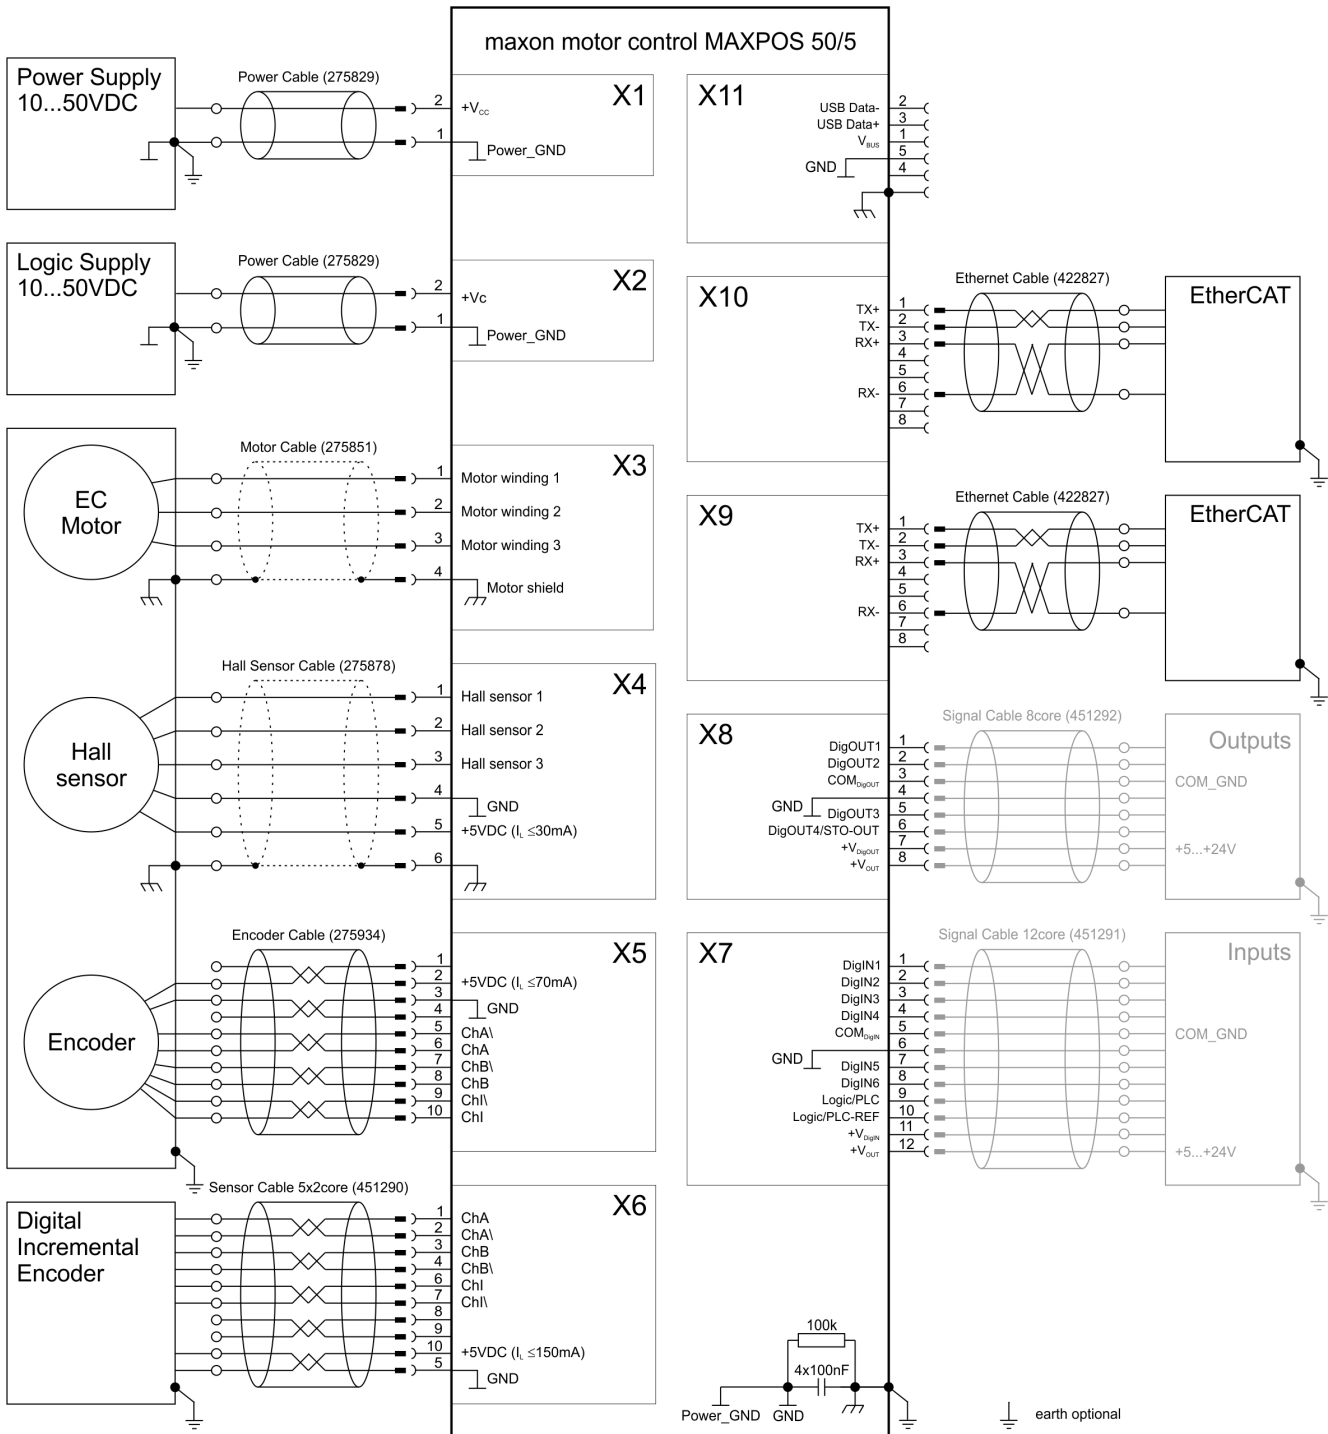 maxon motor control MAXPOS 50/5
Power Supply
10...50VDC
Power Cable (275829)
X1
2 +Vcc
1 Power_GND
Logic Supply
10...50VDC
Power Cable (275829)
X2
2 +Vc
1 Power_GND
EC
Motor
Motor Cable (275851)
X3
1 Motor winding 1
2 Motor winding 2
3 Motor winding 3
4 Motor shield
Hall
sensor
Hall Sensor Cable (275878)
X4
1 Hall sensor 1
2 Hall sensor 2
3 Hall sensor 3
4 GND
5 +5VDC (IL ≤30mA)
6
Encoder
Encoder Cable (275934)
X5
1
2 +5VDC (IL ≤70mA)
3 GND
4
5 ChA\
6 ChA
7 ChB\
8 ChB
9 ChI\
10 ChI
Digital
Incremental
Encoder
Sensor Cable 5x2core (451290)
X6
1 ChA
2 ChA\
3 ChB
4 ChB\
6 ChI
7 ChI\
8
9
10 +5VDC (IL ≤150mA)
5 GND
X11
USB Data- 2
USB Data+ 3
VBUS 1
GND 5
4
X10
Ethernet Cable (422827)
EtherCAT
TX+ 1
TX- 2
RX+ 3
4
5
RX- 6
7
8
X9
Ethernet Cable (422827)
EtherCAT
TX+ 1
TX- 2
RX+ 3
4
5
RX- 6
7
8
X8
Signal Cable 8core (451292)
Outputs
DigOUT1 1
DigOUT2 2
COMDigOUT 3 COM_GND
GND 4
DigOUT3 5
DigOUT4/STO-OUT 6
+VDigOUT 7 +5...+24V
+VOUT 8
X7
Signal Cable 12core (451291)
Inputs
DigIN1 1
DigIN2 2
DigIN3 3
DigIN4 4
COMDigIN 5 COM_GND
GND 6
DigIN5 7
DigIN6 8
Logic/PLC 9
Logic/PLC-REF 10
+VDigIN 11
+VOUT 12 +5...+24V
100k
4x100nF
Power_GND GND
earth optional